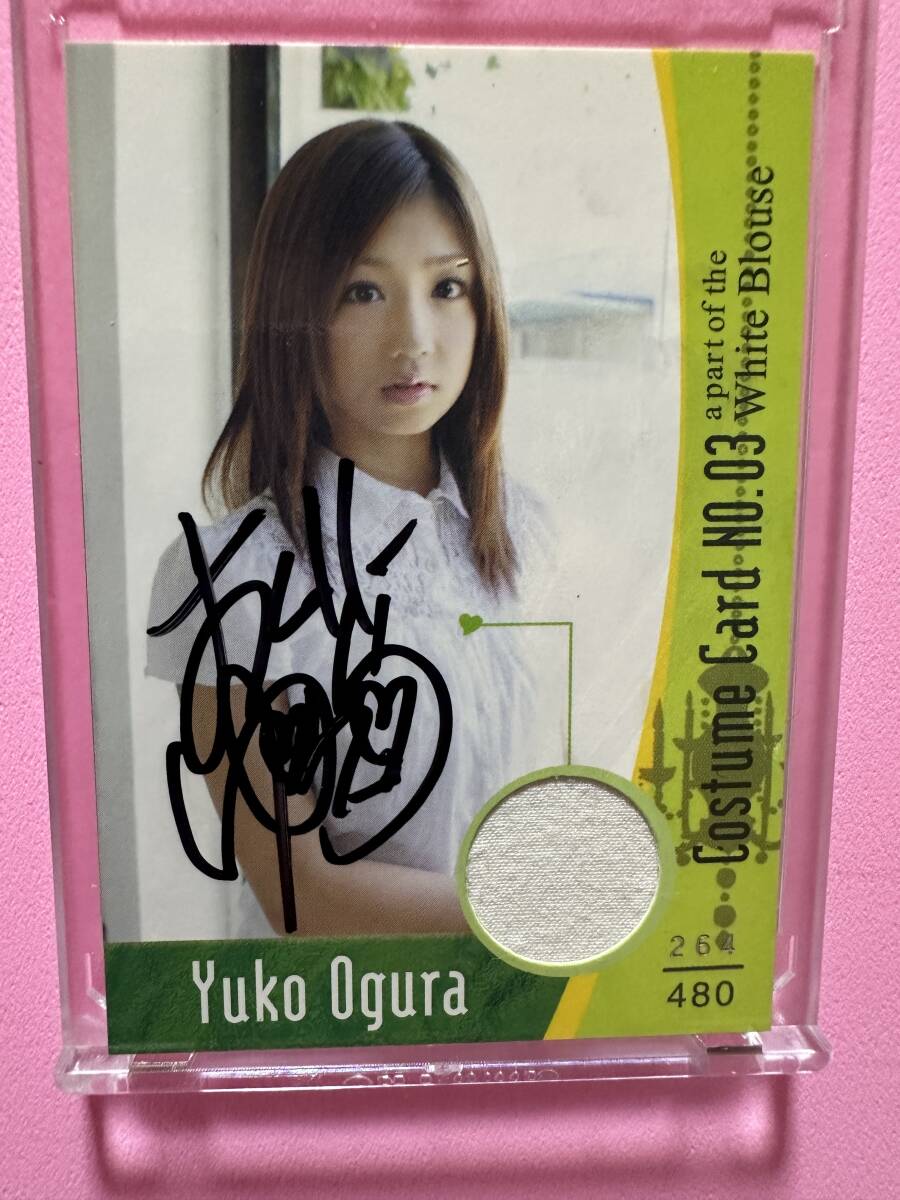 Costume Card NO.03
a part of the
White Blouse
Yuko Ogura
264
480